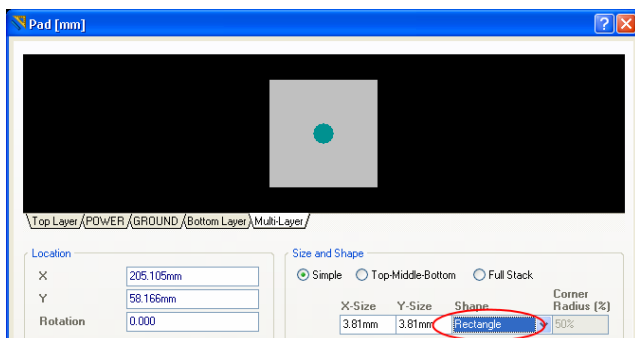 Pad [mm]
Top Layer POWER GROUND Bottom Layer Multi-Layer
Location
X 205.105mm
Y 58.166mm
Rotation 0.000
Size and Shape
Simple Top-Middle-Bottom Full Stack
X-Size Y-Size Shape Corner Radius (%)
3.81mm 3.81mm Rectangle 50%